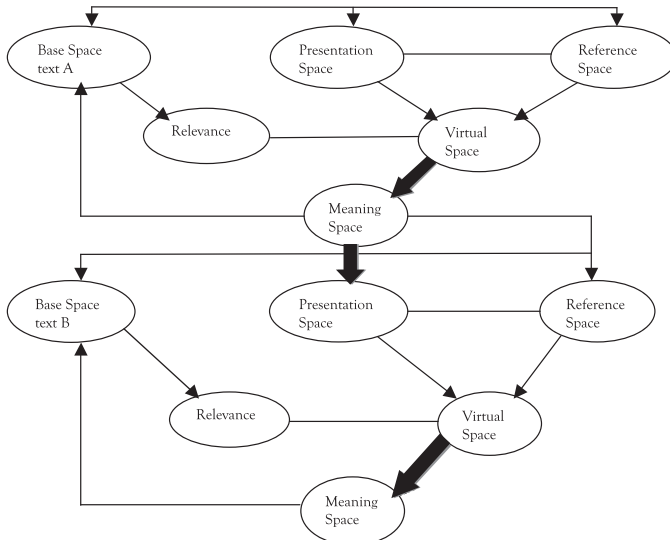 Base Space
text A
Presentation
Space
Reference
Space
Relevance
Virtual
Space
Meaning
Space
Base Space
text B
Presentation
Space
Reference
Space
Relevance
Virtual
Space
Meaning
Space